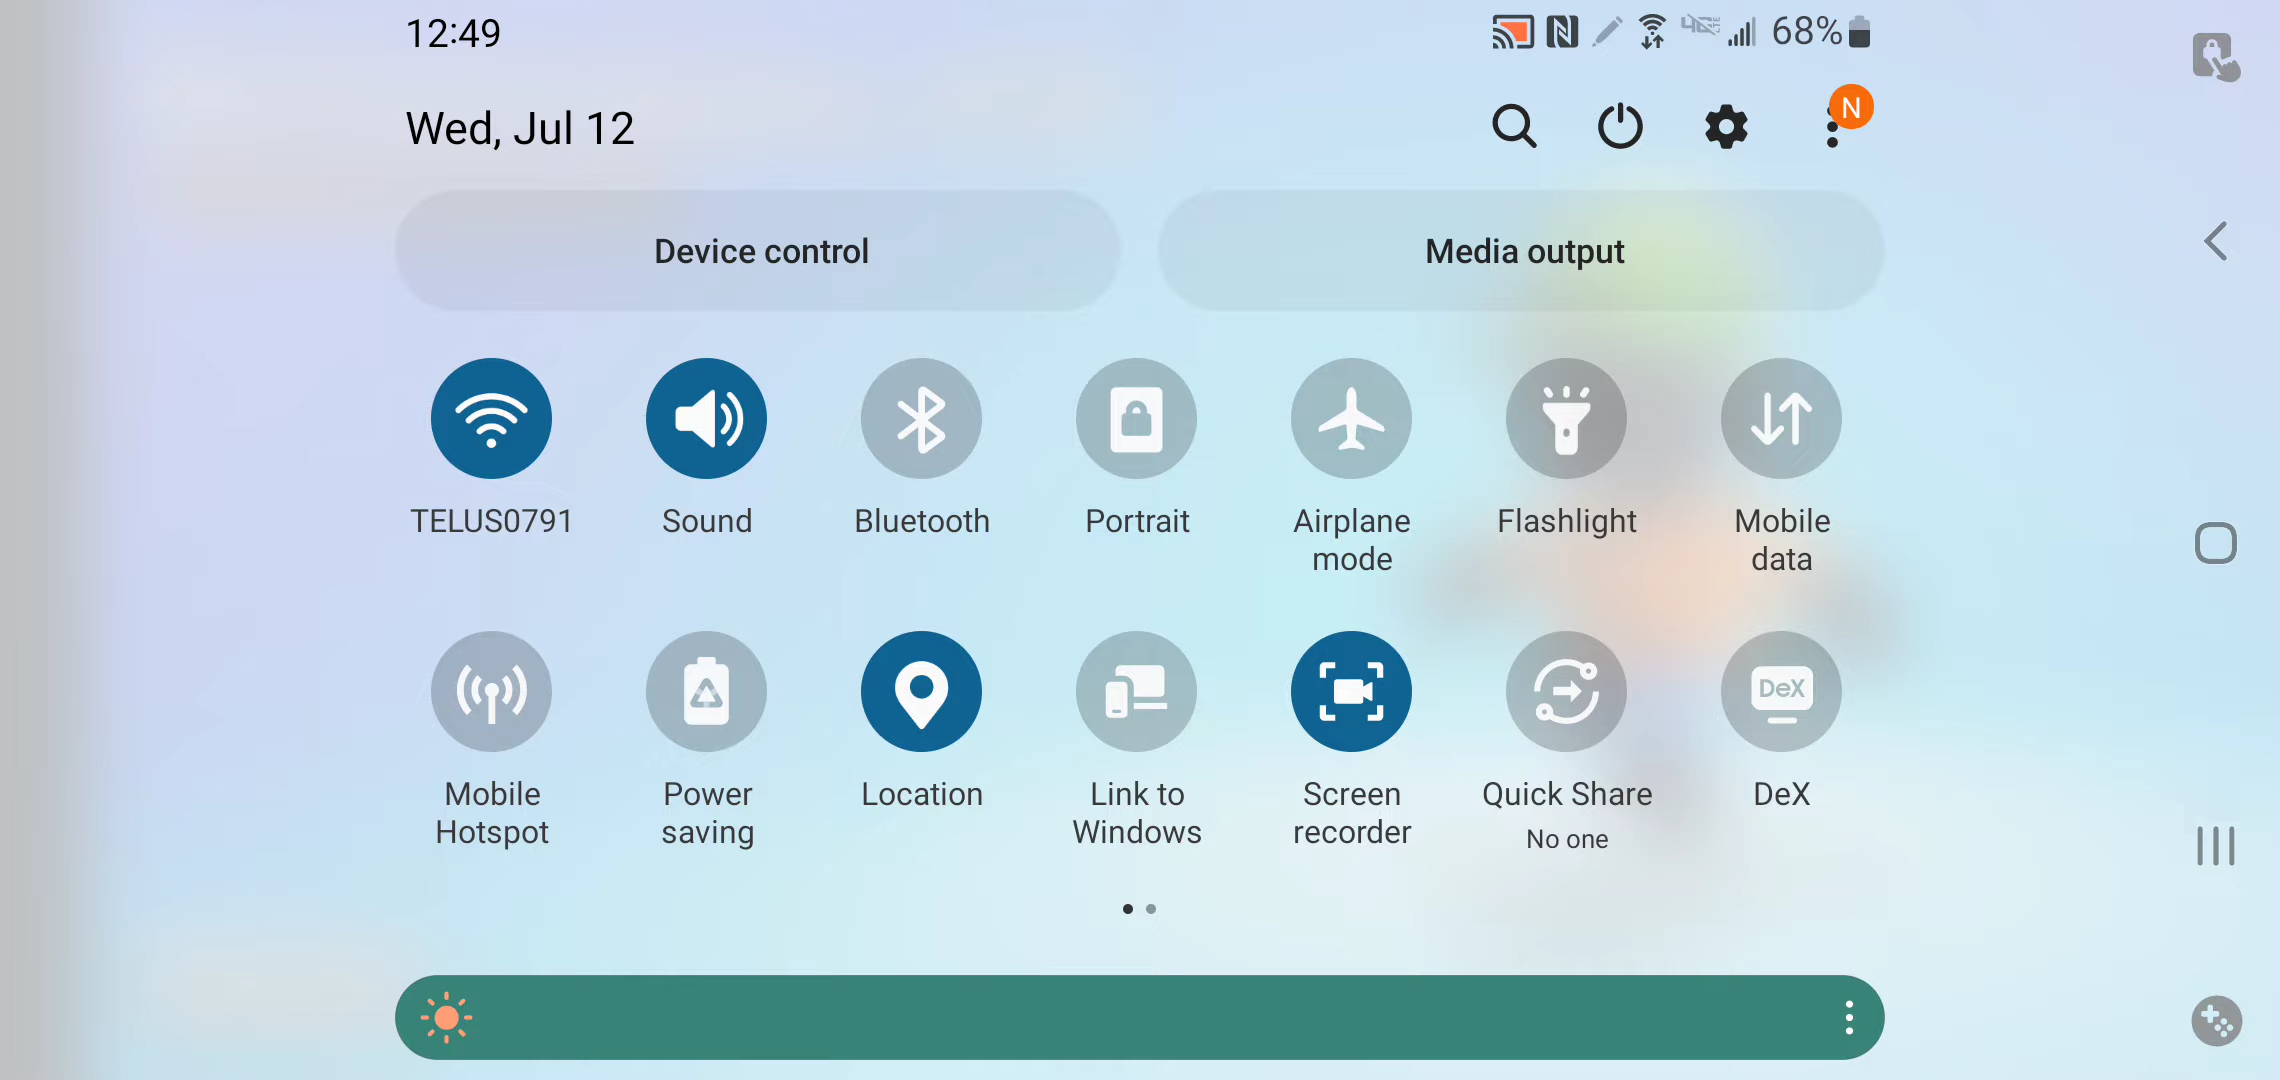 12:49
68%
Wed, Jul 12
N
Device control
Media output
TELUS0791
Sound
Bluetooth
Portrait
Airplane
mode
Flashlight
Mobile
data
Mobile
Hotspot
Power
saving
Location
Link to
Windows
Screen
recorder
Quick Share
No one
DeX
DeX